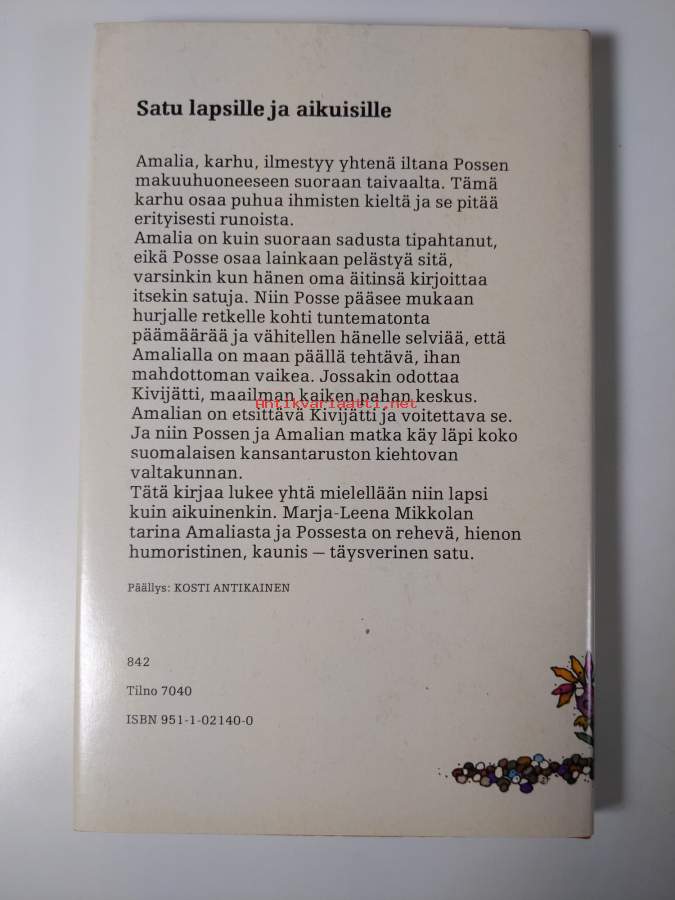 Satu lapsille ja aikuisille
Amalia, karhu, ilmestyy yhtenä iltana Possen
makuuhuoneeseen suoraan taivaalta. Tämä
karhu osaa puhua ihmisten kieltä ja se pitää
erityisesti runoista.
Amalia on kuin suoraan sadusta tipahtanut,
eikä Posse osaa lainkaan pelästyä sitä,
varsinkin kun hänen oma äitinsä kirjoittaa
itsekin satuja. Niin Posse pääsee mukaan
hurjalle retkelle kohti tuntematonta
päämäärää ja vähitellen hänelle selviää, että
Amalialla on maan päällä tehtävä, ihan
mahdottoman vaikea. Jossakin odottaa
Kivijätti, maailman kaiken pahan keskus.
Antikvariaatti.net
Amalian on etsittävä Kivijätti ja voitettava se.
Ja niin Possen ja Amalian matka käy läpi koko
suomalaisen kansantaruston kiehtovan
valtakunnan.
Tätä kirjaa lukee yhtä mielellään niin lapsi
kuin aikuinenkin. Marja-Leena Mikkolan
tarina Amaliasta ja Possesta on rehevä, hienon
humoristinen, kaunis — täysverinen satu.
Päällys: KOSTI ANTIKAINEN
842
Tilno 7040
ISBN 951-1-02140-0